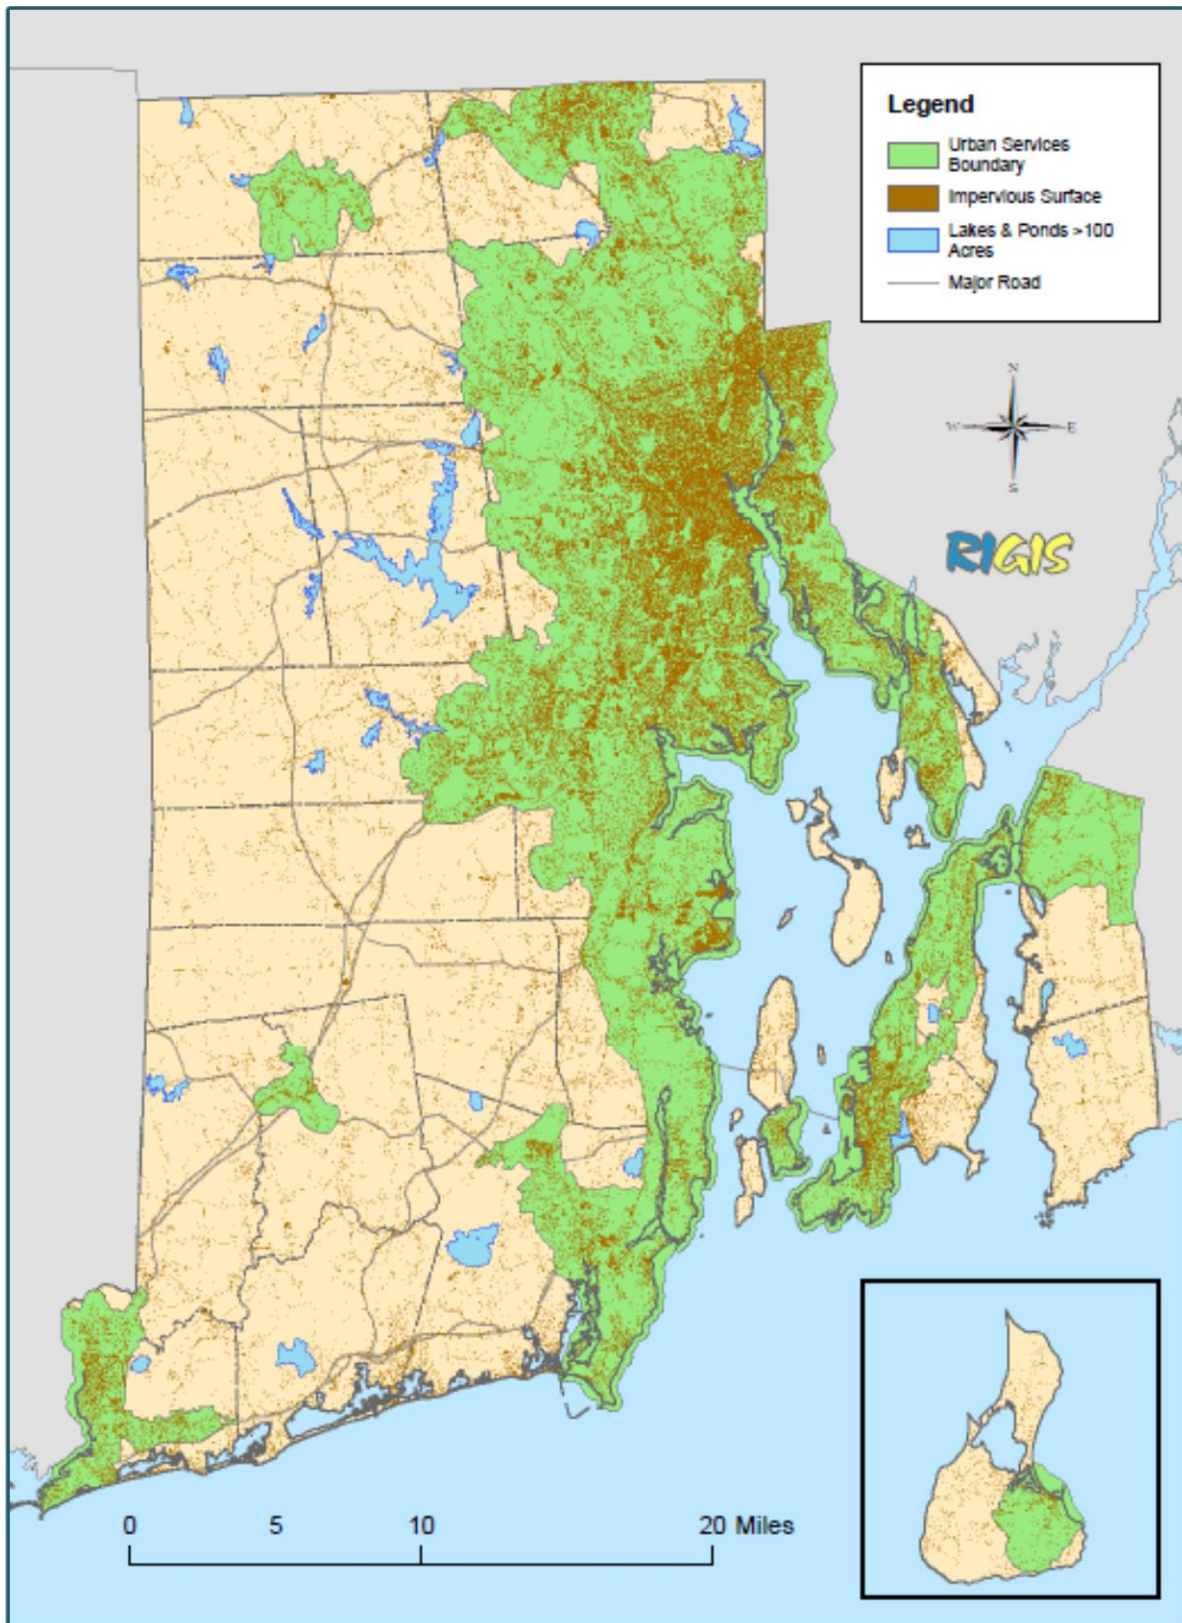 Legend
Urban Services
Boundary
Impervious Surface
Lakes & Ponds >100
Acres
Major Road
N
W E
S
RIGIS
0 5 10 20 Miles